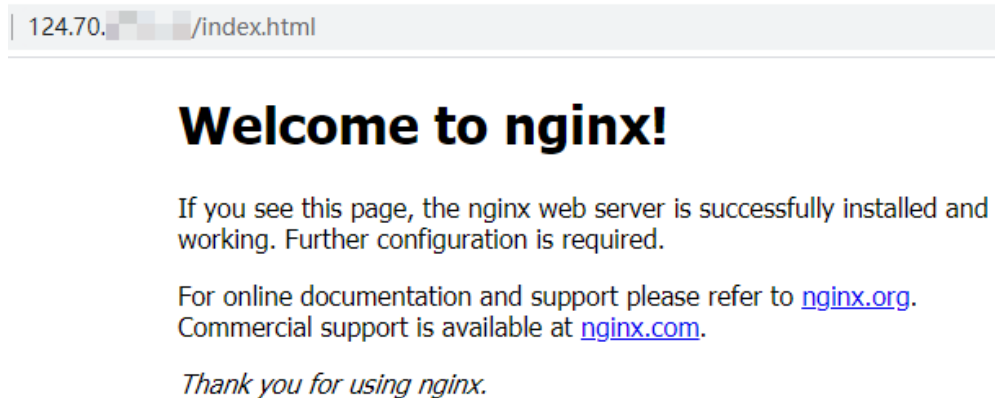 124.70. /index.html
Welcome to nginx!
If you see this page, the nginx web server is successfully installed and
working. Further configuration is required.
For online documentation and support please refer to nginx.org.
Commercial support is available at nginx.com.
Thank you for using nginx.